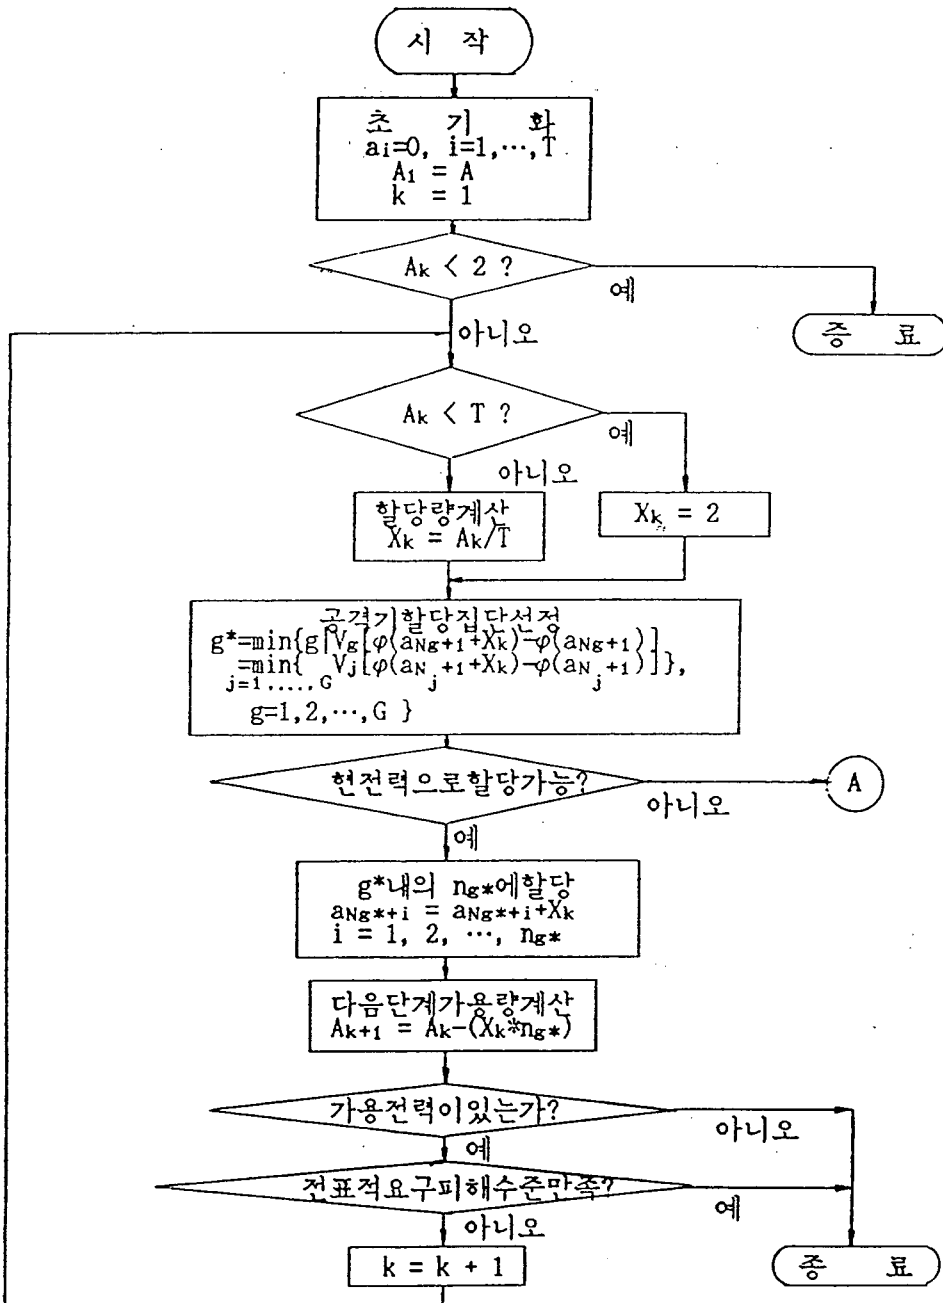 시 작
초 기 화
ai=0, i=1,⋯,T
A1 = A
k = 1
Ak < 2 ?
예
증 료
아니오
Ak < T ?
예
아니오
할당량계산
Xk = Ak/T
Xk = 2
공격기할당집단선정
g*=min{g|Vg[φ(aNg+1+Xk)-φ(aNg+1)]
=min{ Vj[φ(aNj+1+Xk)-φ(aNj+1)]},
j=1,....,G
g=1,2,⋯,G }
현전력으로할당가능?
A
아니오
예
g*내의 ng*에할당
aNg*+i = aNg*+i+Xk
i = 1, 2, ⋯, ng*
다음단계가용량계산
Ak+1 = Ak-(Xk*ng*)
가용전력이있는가?
아니오
예
전표적요구피해수준만족?
예
아니오
k = k + 1
종 료